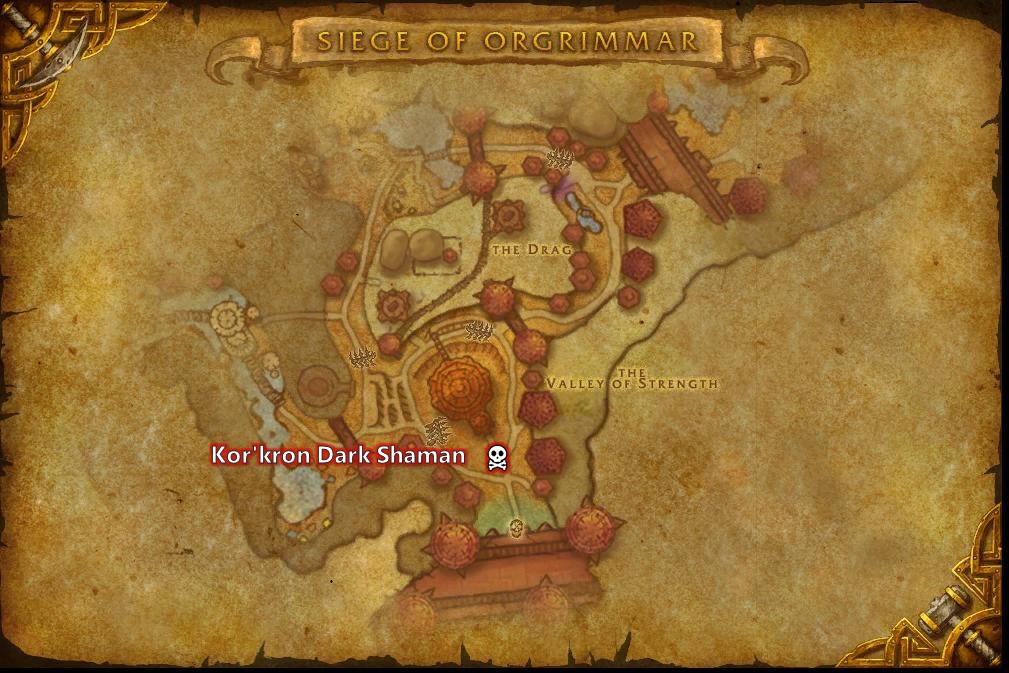 SIEGE OF ORGRIMMAR
THE DRAG
THE
VALLEY OF STRENGTH
Kor'kron Dark Shaman